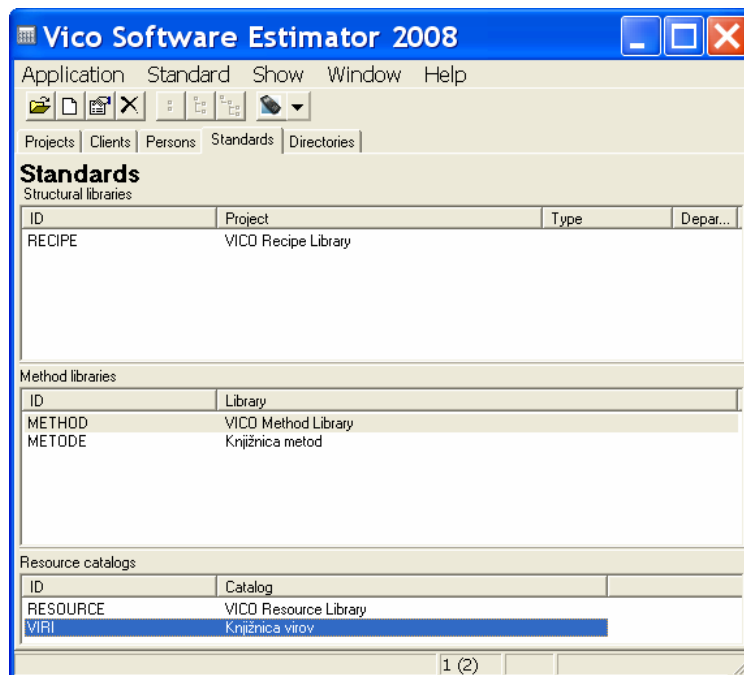 Vico Software Estimator 2008
Application Standard Show Window Help
Projects Clients Persons Standards Directories
Standards
Structural libraries
ID Project Type Depar...
RECIPE VICO Recipe Library
Method libraries
ID Library
METHOD VICO Method Library
METODE Knjižnica metod
Resource catalogs
ID Catalog
RESOURCE VICO Resource Library
VIRI Knjižnica virov
1 (2)